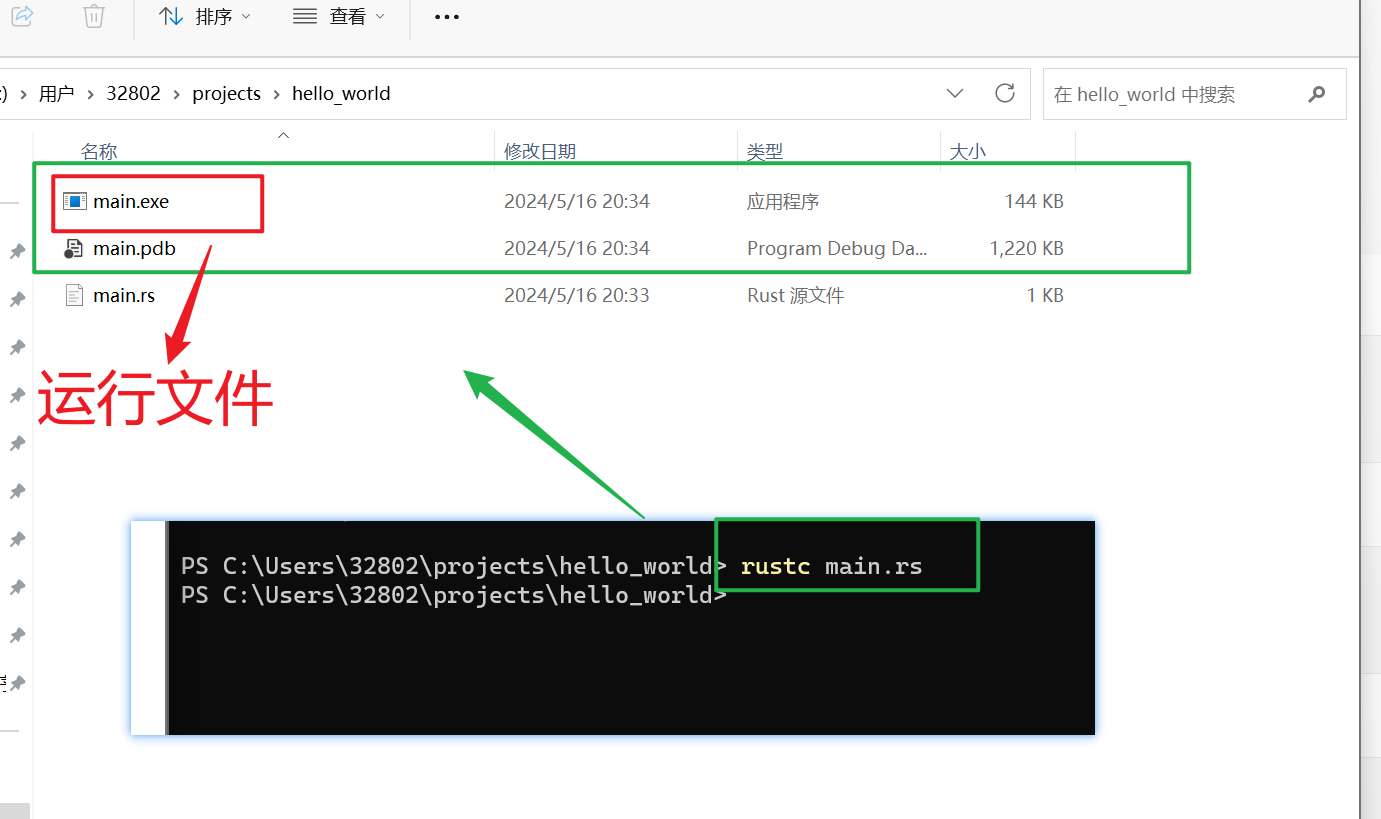 排序 查看
用户 32802 projects hello_world 在 hello_world 中搜索
名称 修改日期 类型 大小
main.exe 2024/5/16 20:34 应用程序 144 KB
main.pdb 2024/5/16 20:34 Program Debug Da... 1,220 KB
main.rs 2024/5/16 20:33 Rust 源文件 1 KB
运行文件
PS C:\Users\32802\projects\hello_world> rustc main.rs
PS C:\Users\32802\projects\hello_world>